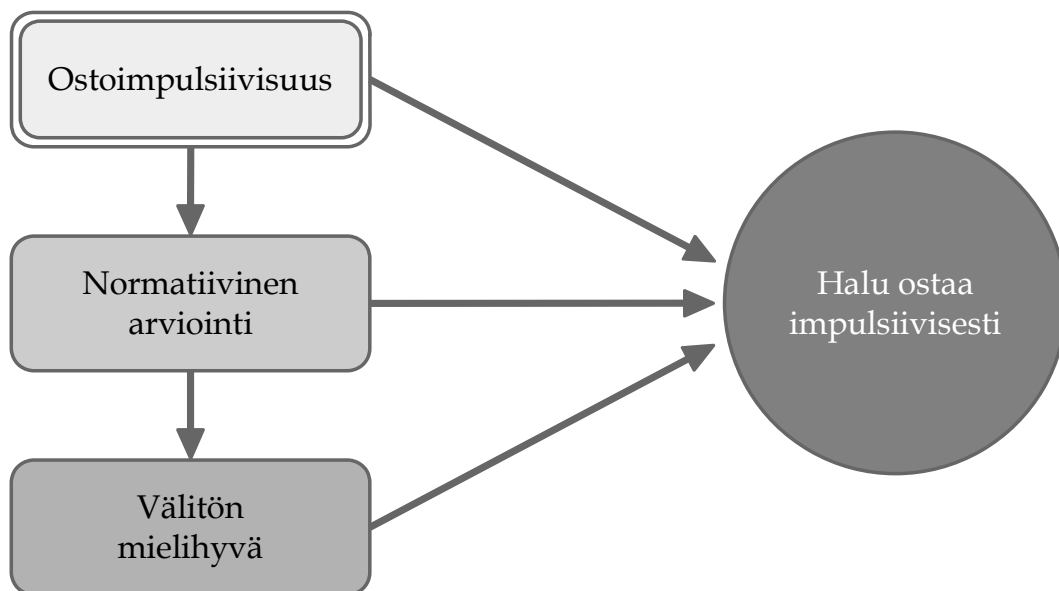 Ostoimpulsiivisuus
Normatiivinen
arviointi
Halu ostaa
impulsiivisesti
Välitön
mielihyvä